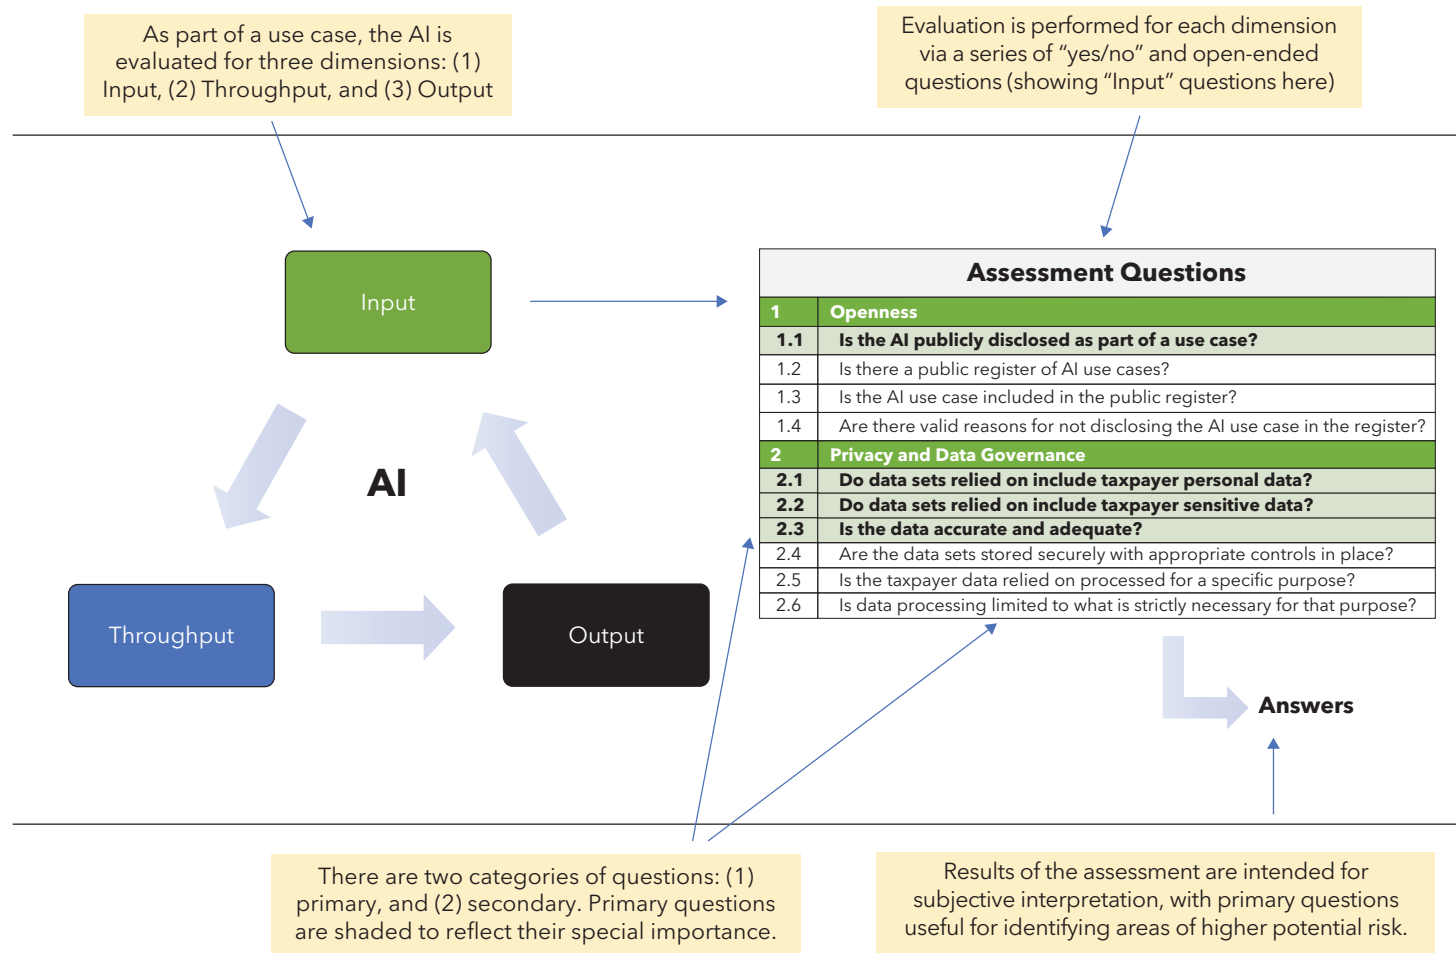 As part of a use case, the AI is
evaluated for three dimensions: (1)
Input, (2) Throughput, and (3) Output
Evaluation is performed for each dimension
via a series of “yes/no” and open-ended
questions (showing “Input” questions here)
Input
AI
Throughput
Output
Assessment Questions
1 Openness
1.1 Is the AI publicly disclosed as part of a use case?
1.2 Is there a public register of AI use cases?
1.3 Is the AI use case included in the public register?
1.4 Are there valid reasons for not disclosing the AI use case in the register?
2 Privacy and Data Governance
2.1 Do data sets relied on include taxpayer personal data?
2.2 Do data sets relied on include taxpayer sensitive data?
2.3 Is the data accurate and adequate?
2.4 Are the data sets stored securely with appropriate controls in place?
2.5 Is the taxpayer data relied on processed for a specific purpose?
2.6 Is data processing limited to what is strictly necessary for that purpose?
Answers
There are two categories of questions: (1)
primary, and (2) secondary. Primary questions
are shaded to reflect their special importance.
Results of the assessment are intended for
subjective interpretation, with primary questions
useful for identifying areas of higher potential risk.